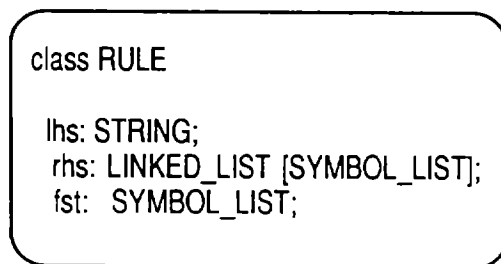 class RULE
lhs: STRING;
rhs: LINKED_LIST [SYMBOL_LIST];
fst: SYMBOL_LIST;